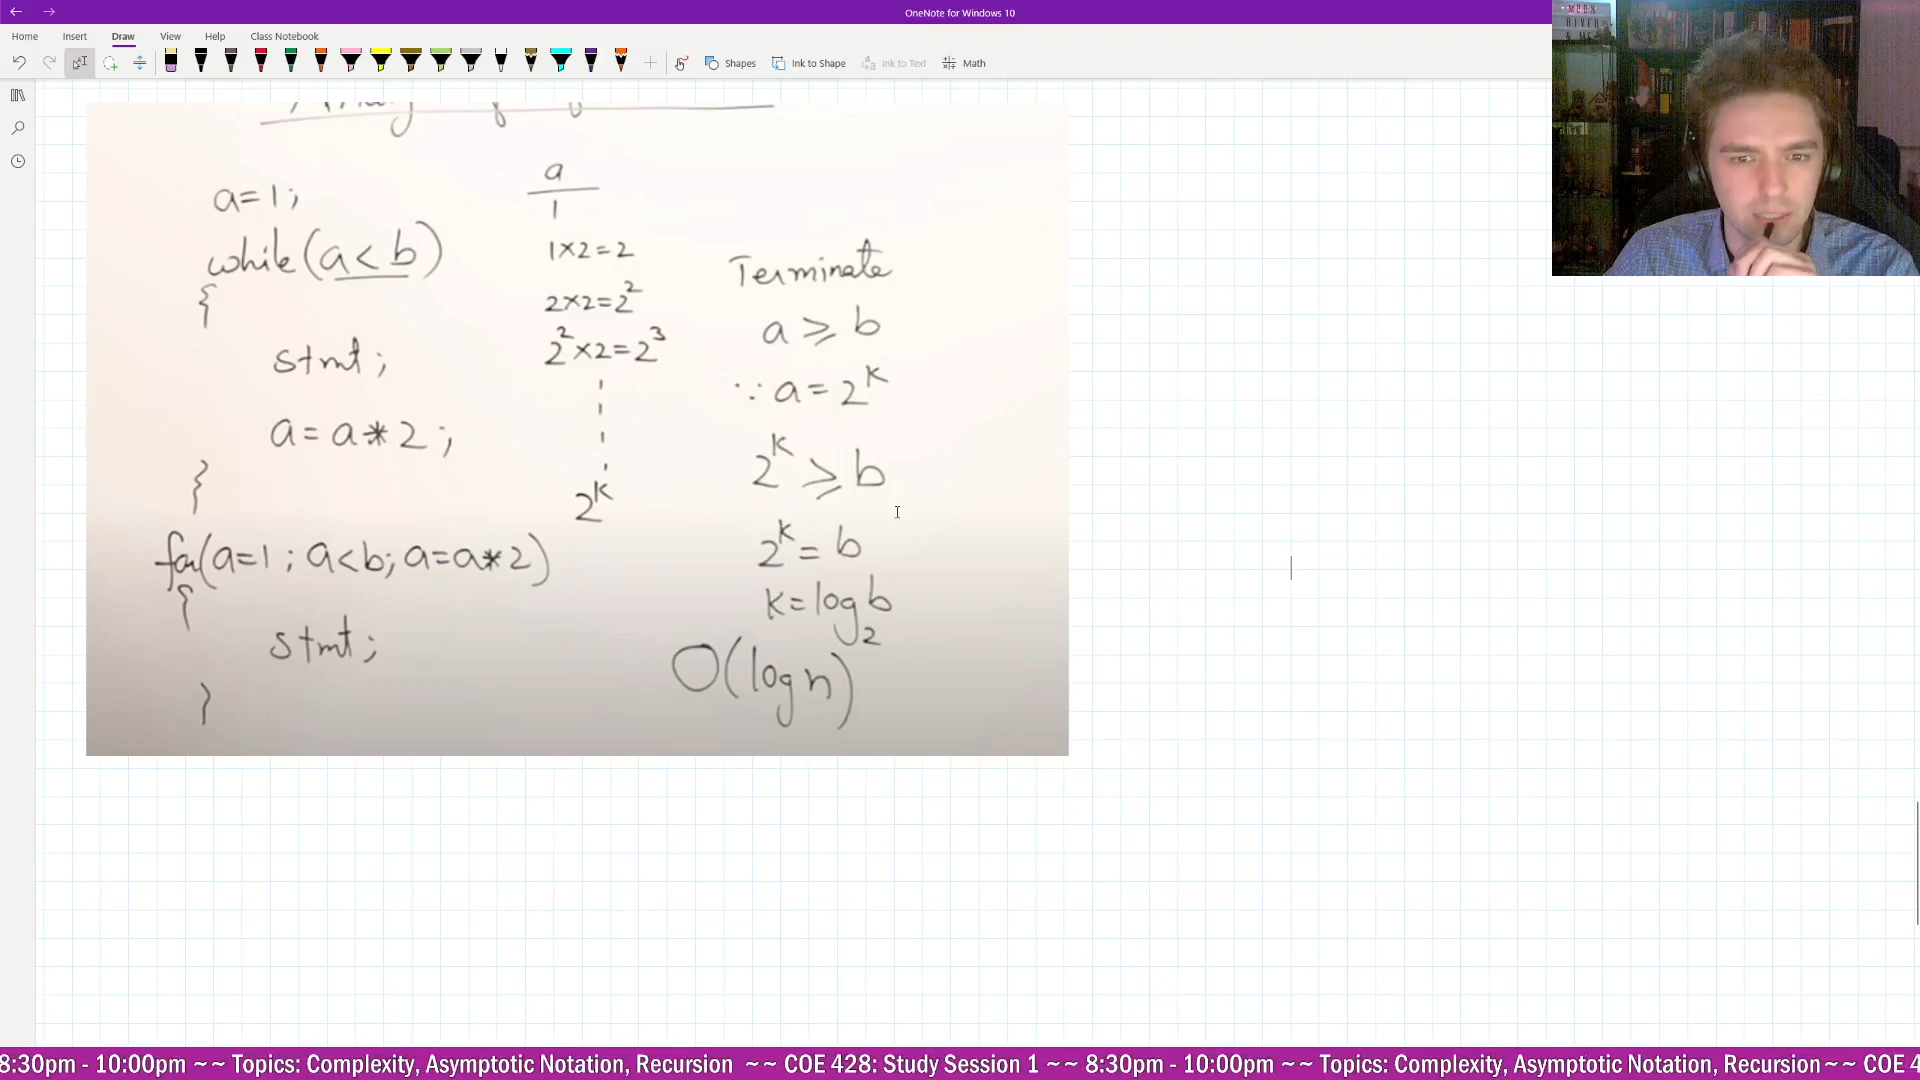 OneNote for Windows 10
Home Insert Draw View Help Class Notebook
Shapes Ink to Shape Ink to Text Math
a=1;
while(a<b)
{
stmt;
a=a*2;
}
for(a=1; a<b; a=a*2)
{
stmt;
}
a
1
1×2=2
2×2=2²
2²×2=2³
2ᵏ
Terminate
a ≥ b
∵ a=2ᵏ
2ᵏ ≥ b
2ᵏ = b
k=log₂b
O(log n)
RIVER
8:30pm - 10:00pm ~~ Topics: Complexity, Asymptotic Notation, Recursion ~~ COE 428: Study Session 1 ~~ 8:30pm - 10:00pm ~~ Topics: Complexity, Asymptotic Notation, Recursion ~~ COE 4